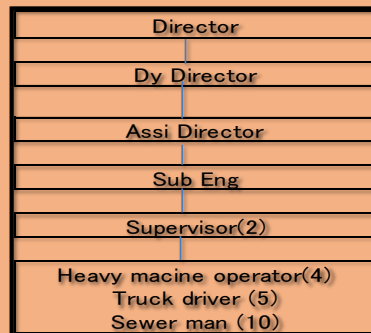 Director
Dy Director
Assi Director
Sub Eng
Supervisor(2)
Heavy macine operator(4)
Truck driver (5)
Sewer man (10)